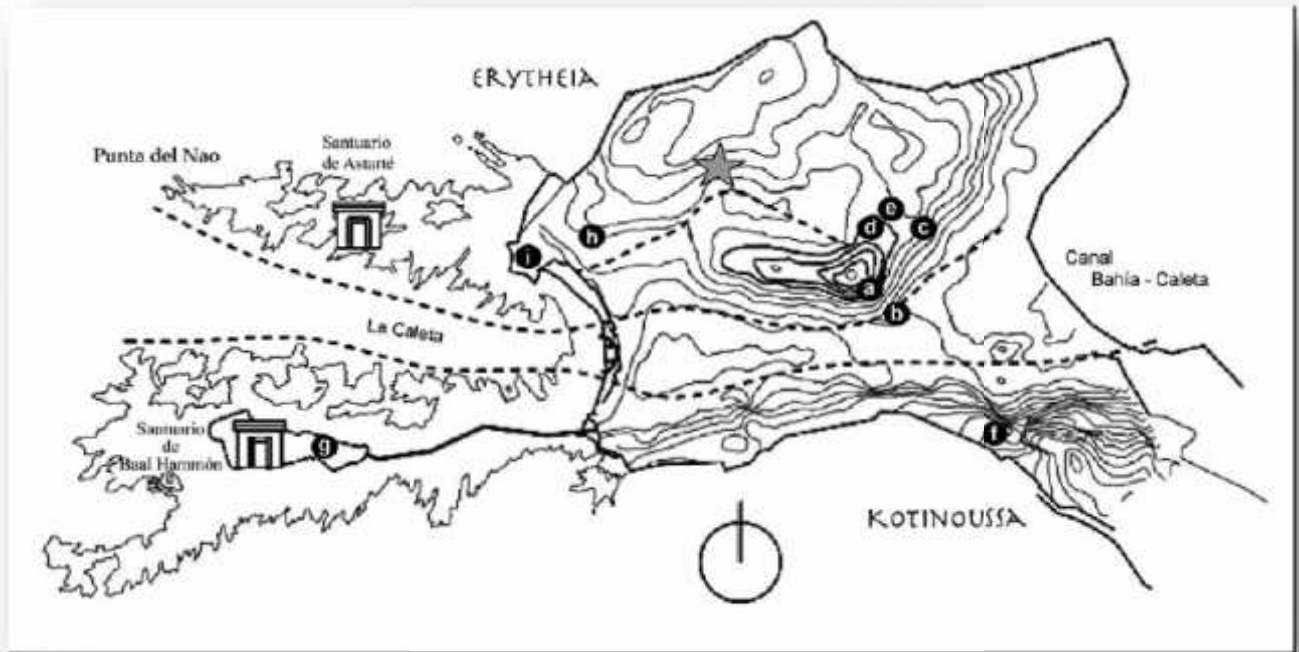 ERYTHEIA
Punta del Nao
Santuario
de Astarté
e
d
c
h
i
a
Canal
Bahía - Caleta
b
La Caleta
Santuario
de
Baal Hammón
g
f
KOTINOUSSA